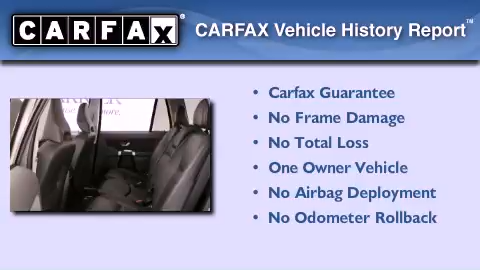 CARFAX®
CARFAX Vehicle History Report™
• Carfax Guarantee
• No Frame Damage
• No Total Loss
• One Owner Vehicle
• No Airbag Deployment
• No Odometer Rollback